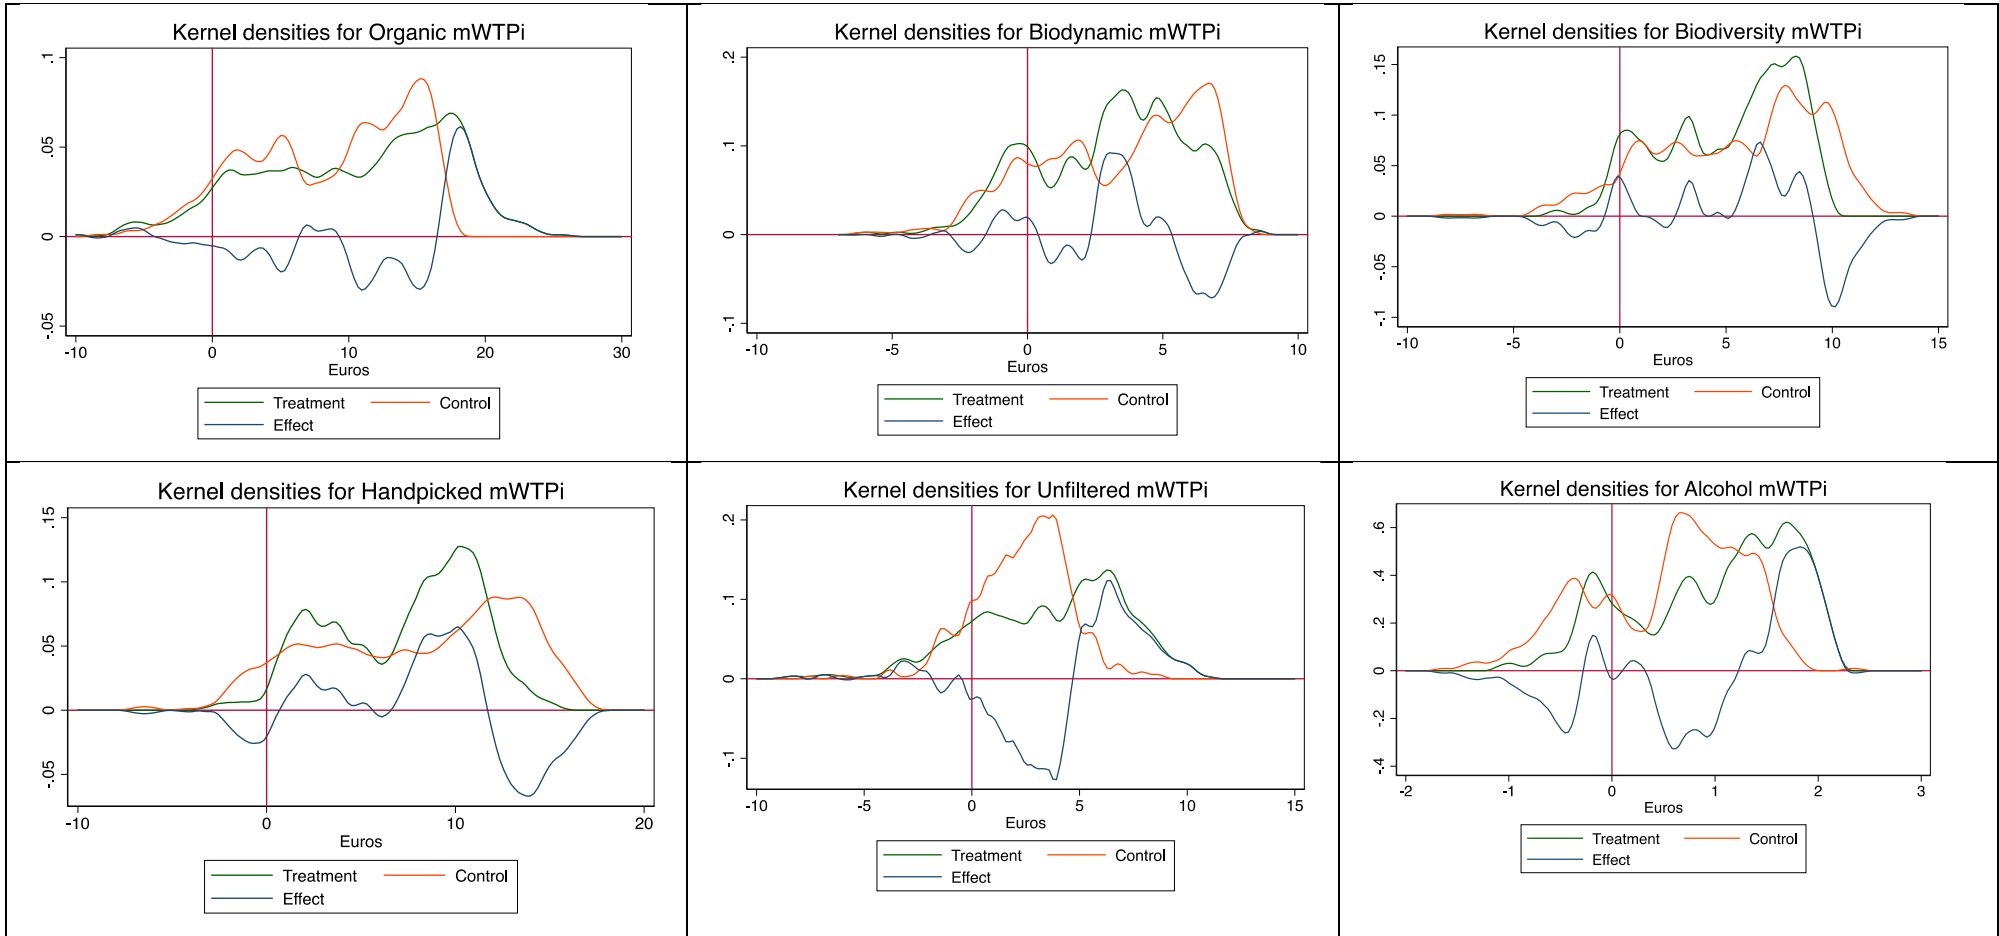 Kernel densities for Organic mWTPi
.1
.05
0
-.05
-10 0 10 20 30
Euros
Treatment Control
Effect
Kernel densities for Biodynamic mWTPi
.2
.1
0
-.1
-10 -5 0 5 10
Euros
Treatment Control
Effect
Kernel densities for Biodiversity mWTPi
.15
.1
.05
0
-.05
-.1
-10 -5 0 5 10 15
Euros
Treatment Control
Effect
Kernel densities for Handpicked mWTPi
.15
.1
.05
0
-.05
-10 0 10 20
Euros
Treatment Control
Effect
Kernel densities for Unfiltered mWTPi
.2
.1
0
-.1
-10 -5 0 5 10 15
Euros
Treatment Control
Effect
Kernel densities for Alcohol mWTPi
.6
.4
.2
0
-.2
-.4
-2 -1 0 1 2 3
Euros
Treatment Control
Effect